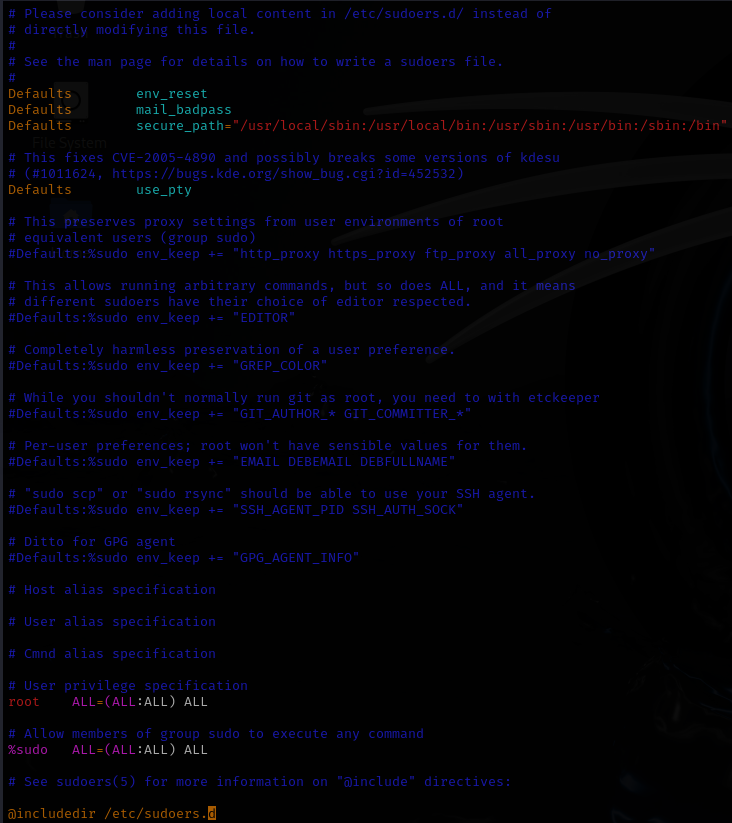 # Please consider adding local content in /etc/sudoers.d/ instead of
# directly modifying this file.
#
# See the man page for details on how to write a sudoers file.
#
Defaults        env_reset
Defaults        mail_badpass
Defaults        secure_path="/usr/local/sbin:/usr/local/bin:/usr/sbin:/usr/bin:/sbin:/bin"
File System
# This fixes CVE-2005-4890 and possibly breaks some versions of kdesu
# (#1011624, https://bugs.kde.org/show_bug.cgi?id=452532)
Defaults        use_pty
# This preserves proxy settings from user environments of root
# equivalent users (group sudo)
#Defaults:%sudo env_keep += "http_proxy https_proxy ftp_proxy all_proxy no_proxy"
# This allows running arbitrary commands, but so does ALL, and it means
# different sudoers have their choice of editor respected.
#Defaults:%sudo env_keep += "EDITOR"
# Completely harmless preservation of a user preference.
#Defaults:%sudo env_keep += "GREP_COLOR"
# While you shouldn't normally run git as root, you need to with etckeeper
#Defaults:%sudo env_keep += "GIT_AUTHOR_* GIT_COMMITTER_*"
# Per-user preferences; root won't have sensible values for them.
#Defaults:%sudo env_keep += "EMAIL DEBEMAIL DEBFULLNAME"
# "sudo scp" or "sudo rsync" should be able to use your SSH agent.
#Defaults:%sudo env_keep += "SSH_AGENT_PID SSH_AUTH_SOCK"
# Ditto for GPG agent
#Defaults:%sudo env_keep += "GPG_AGENT_INFO"
# Host alias specification
# User alias specification
# Cmnd alias specification
# User privilege specification
root    ALL=(ALL:ALL) ALL
# Allow members of group sudo to execute any command
%sudo   ALL=(ALL:ALL) ALL
# See sudoers(5) for more information on "@include" directives:
@includedir /etc/sudoers.d